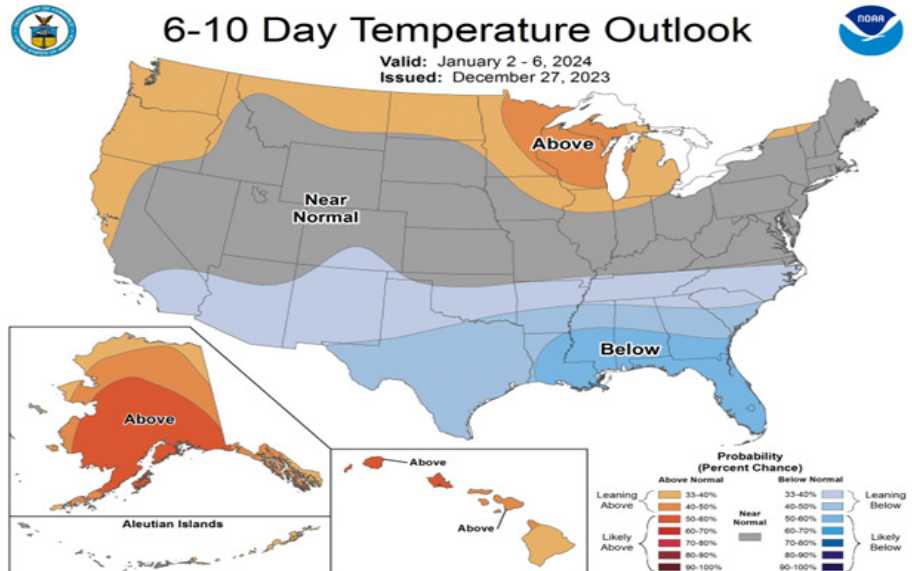 6-10 Day Temperature Outlook
Valid: January 2 - 6, 2024
Issued: December 27, 2023
NOAA
Above
Near
Normal
Below
Above
Aleutian Islands
Above
Above
Probability
(Percent Chance)
Above Normal
Below Normal
Leaning
Above
33-40%
40-50%
Likely
Above
50-60%
60-70%
70-80%
80-90%
90-100%
Near
Normal
33-40%
40-50%
Leaning
Below
50-60%
60-70%
70-80%
80-90%
90-100%
Likely
Below